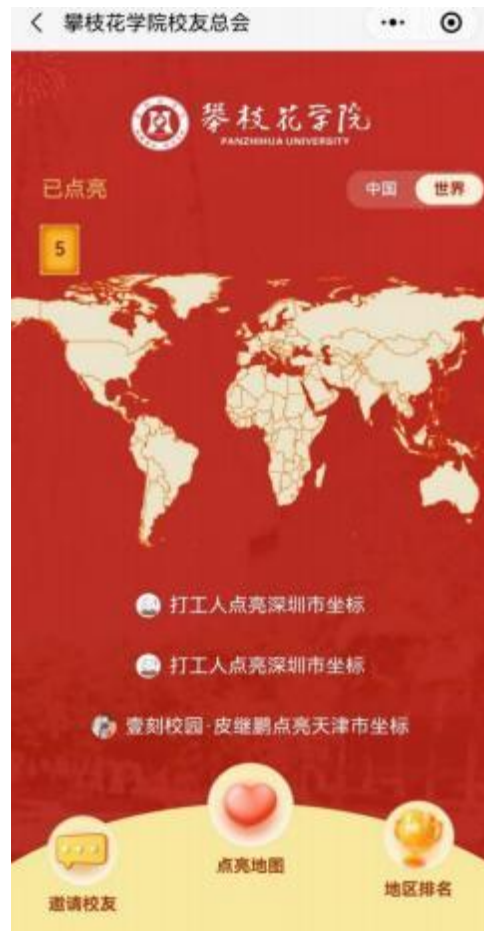 攀枝花学院校友总会
攀枝花学院
PANZHIHUA UNIVERSITY
已点亮
中国 世界
5
打工人点亮深圳市坐标
打工人点亮深圳市坐标
壹刻校园·皮继鹏点亮天津市坐标
点亮地图
邀请校友
地区排名